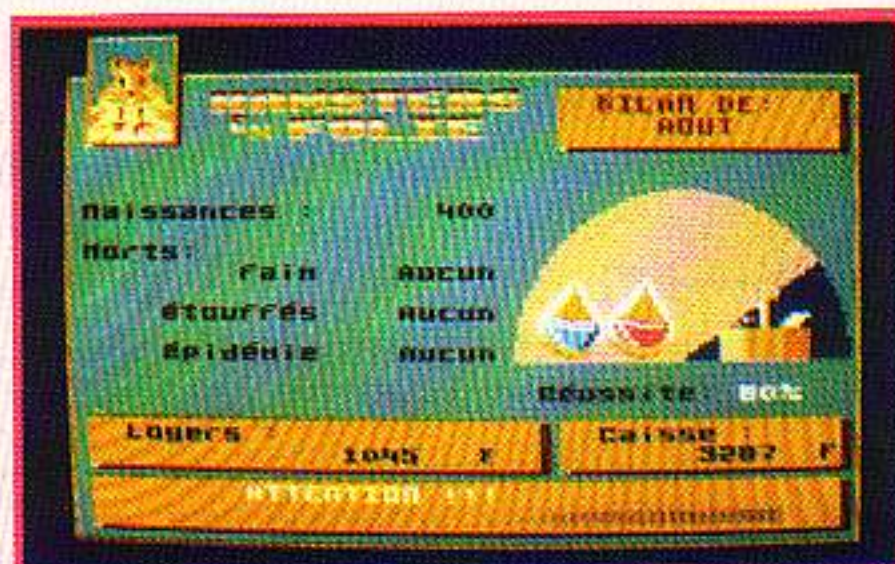 BILAN DE:
AOUT
Naissances : 400
Morts:
Faim Aucun
étouffés Aucun
Épidémie Aucun
Réussite: 80%
Loyers : 1045 F
Caisse : 3287 F
ATTENTION !!!